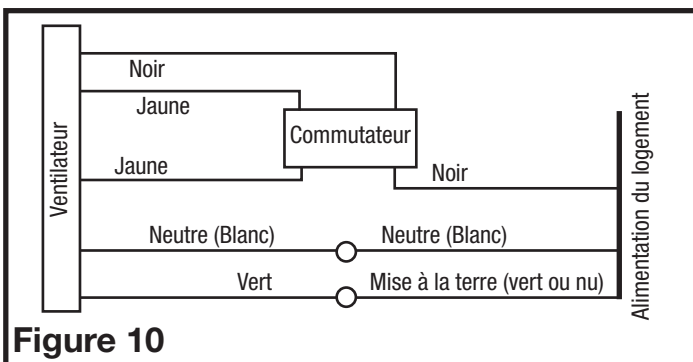 Noir
Jaune
Commutateur
Ventilateur
Jaune
Noir
Alimentation du logement
Neutre (Blanc)
Neutre (Blanc)
Vert
Mise à la terre (vert ou nu)
Figure 10